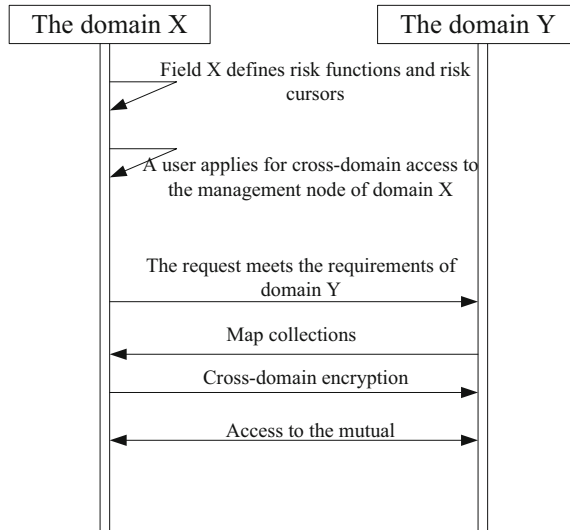 The domain X
The domain Y
Field X defines risk functions and risk
cursors
A user applies for cross-domain access to
the management node of domain X
The request meets the requirements of
domain Y
Map collections
Cross-domain encryption
Access to the mutual